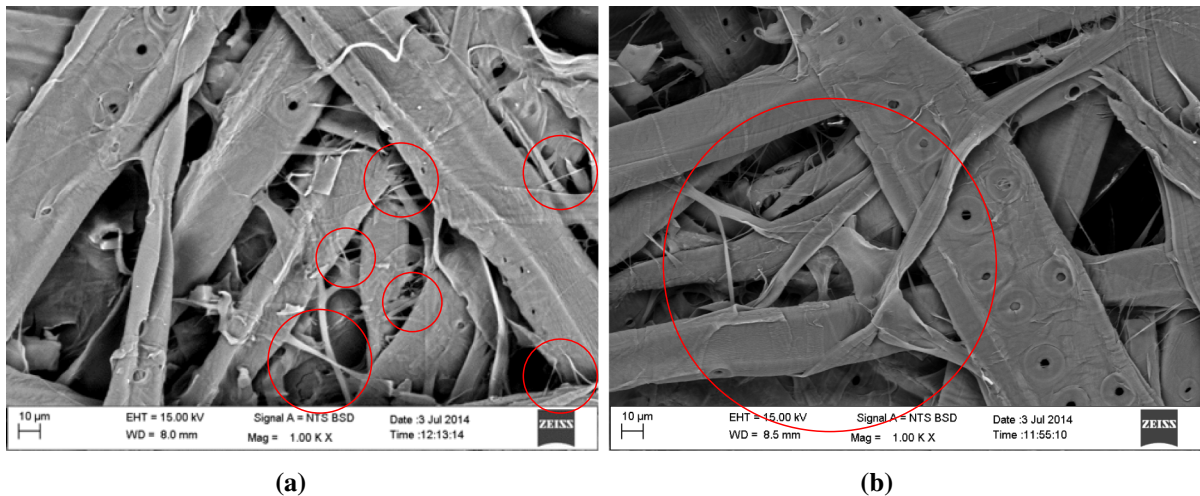 10 µm EHT = 15.00 kV Signal A = NTS BSD Date :3 Jul 2014
WD = 8.0 mm Mag = 1.00 K X Time :12:13:14
ZEISS
10 µm EHT = 15.00 kV Signal A = NTS BSD Date :3 Jul 2014
WD = 8.5 mm Mag = 1.00 K X Time :11:55:10
ZEISS
(a)
(b)